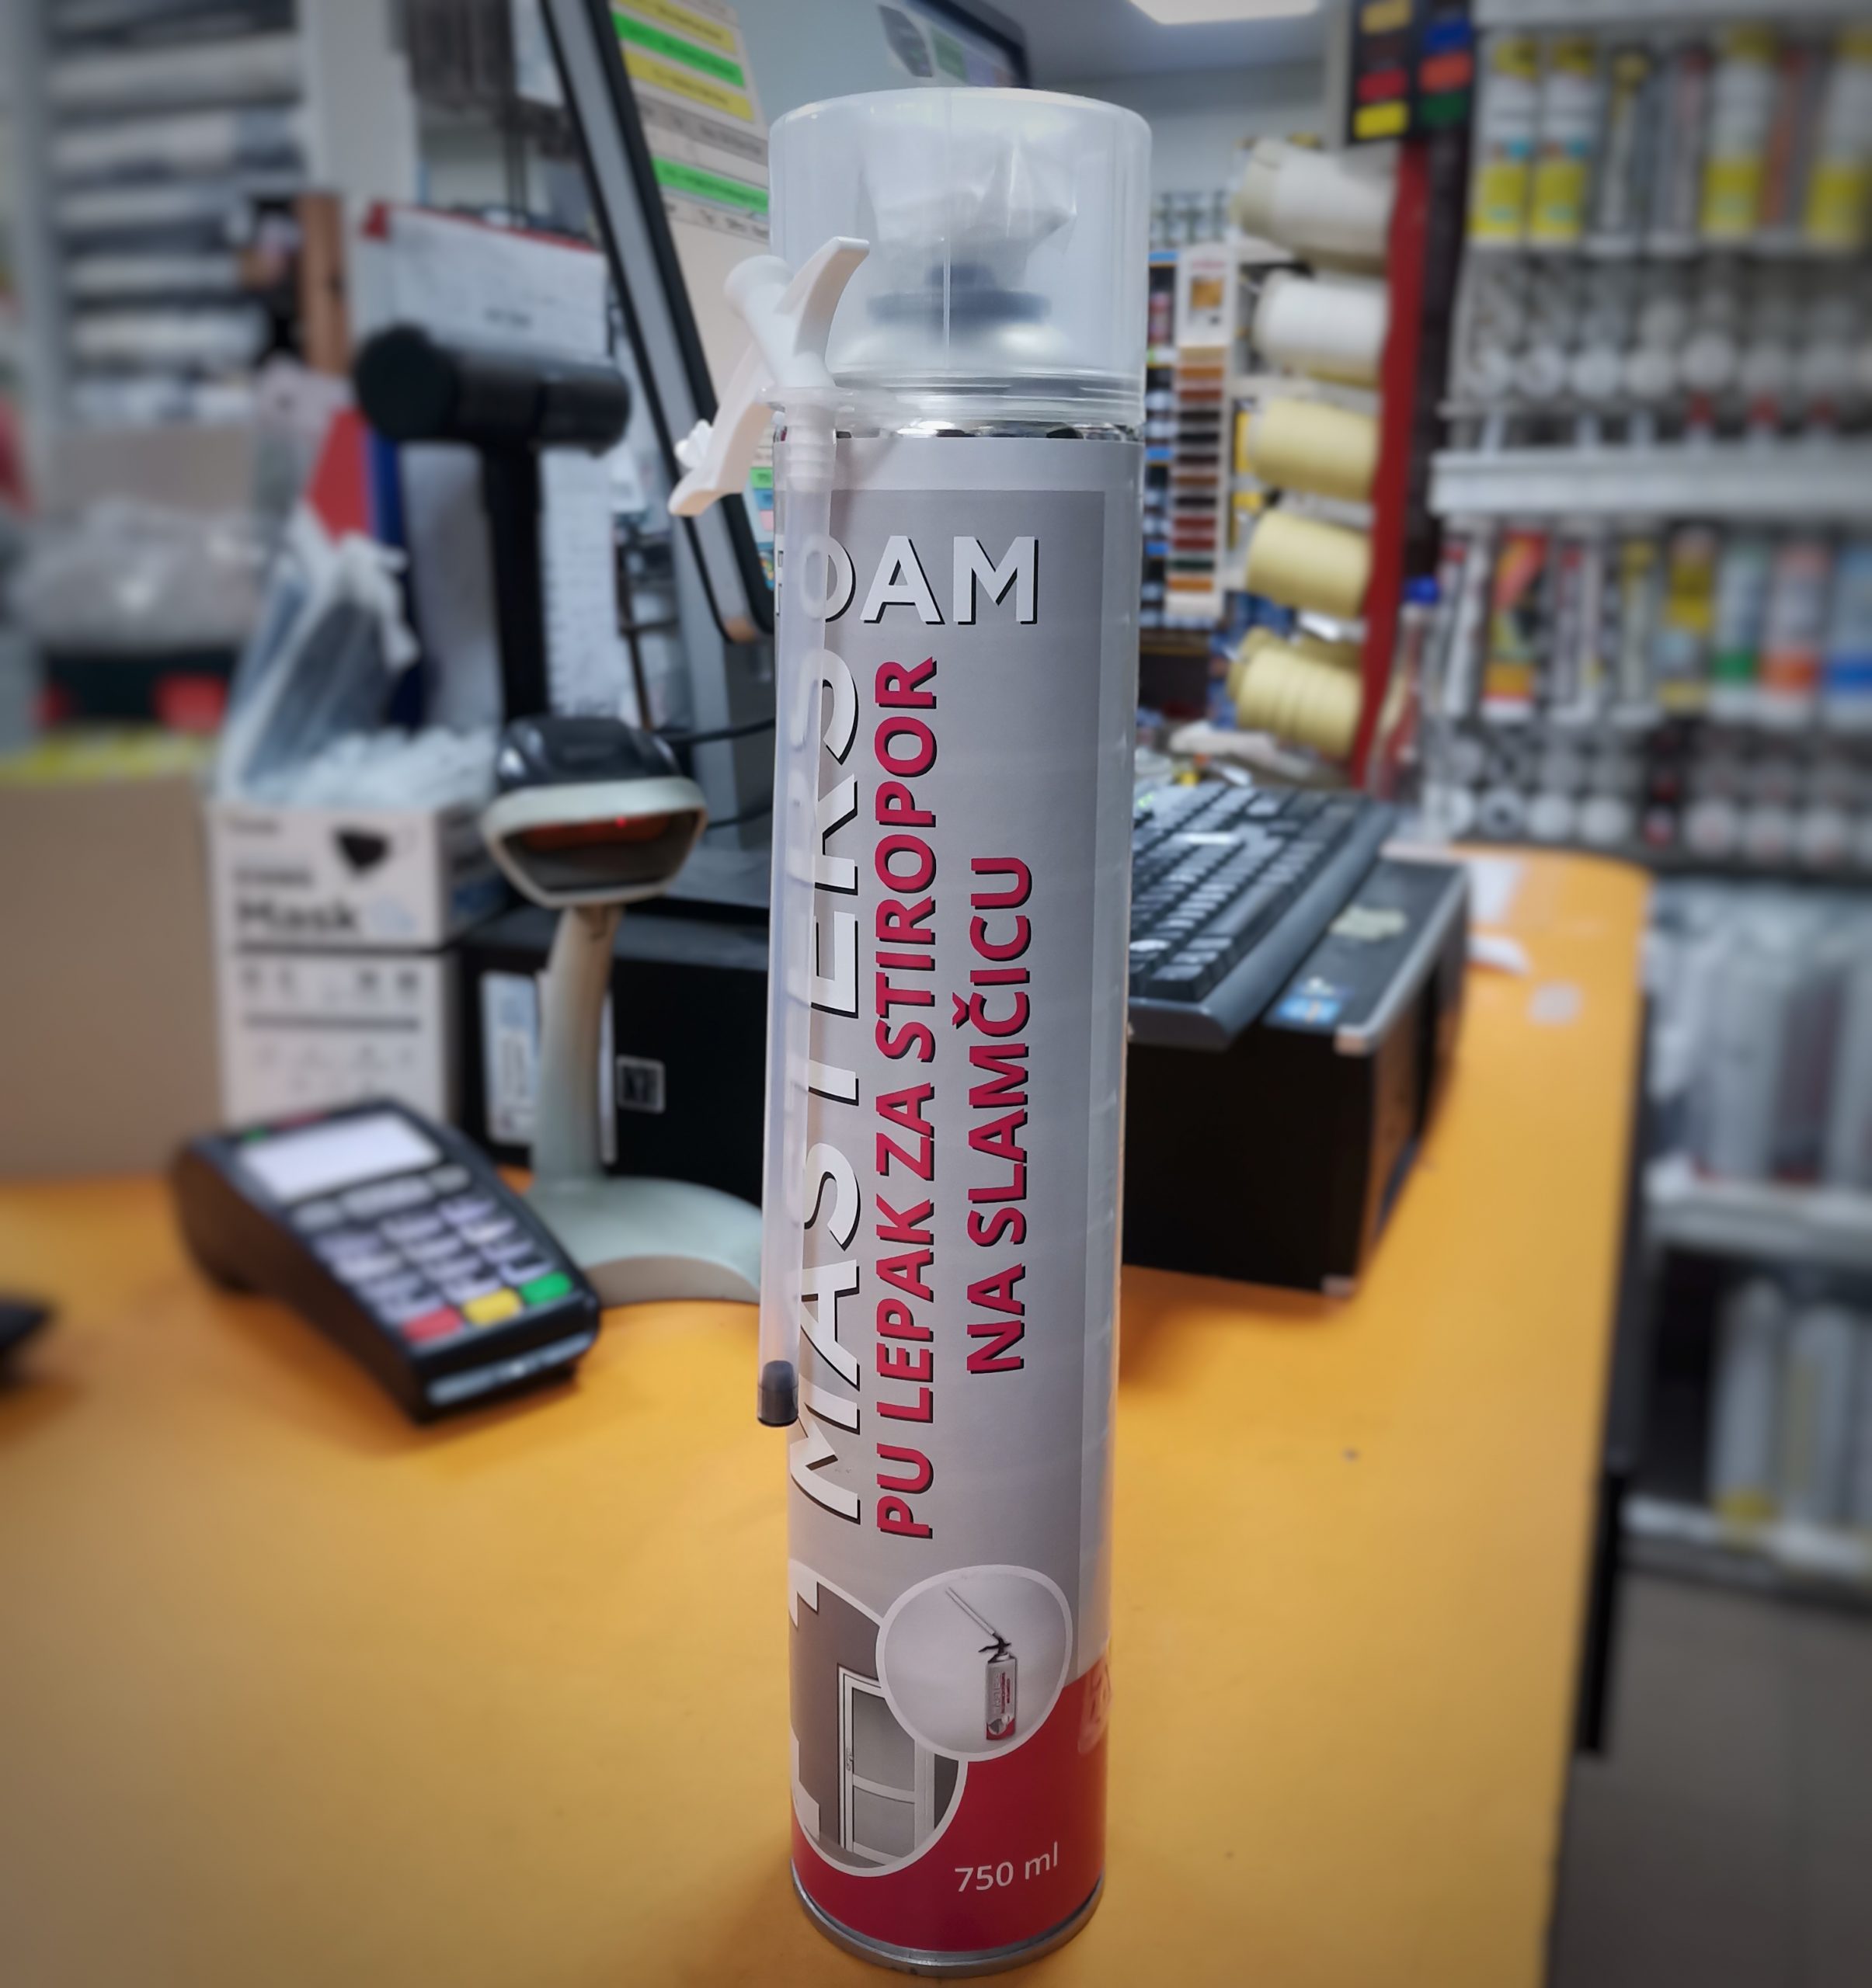 FOAM
MASTERS
PU LEPAK ZA STIROPOR
NA SLAMČICU
750 ml
Mask